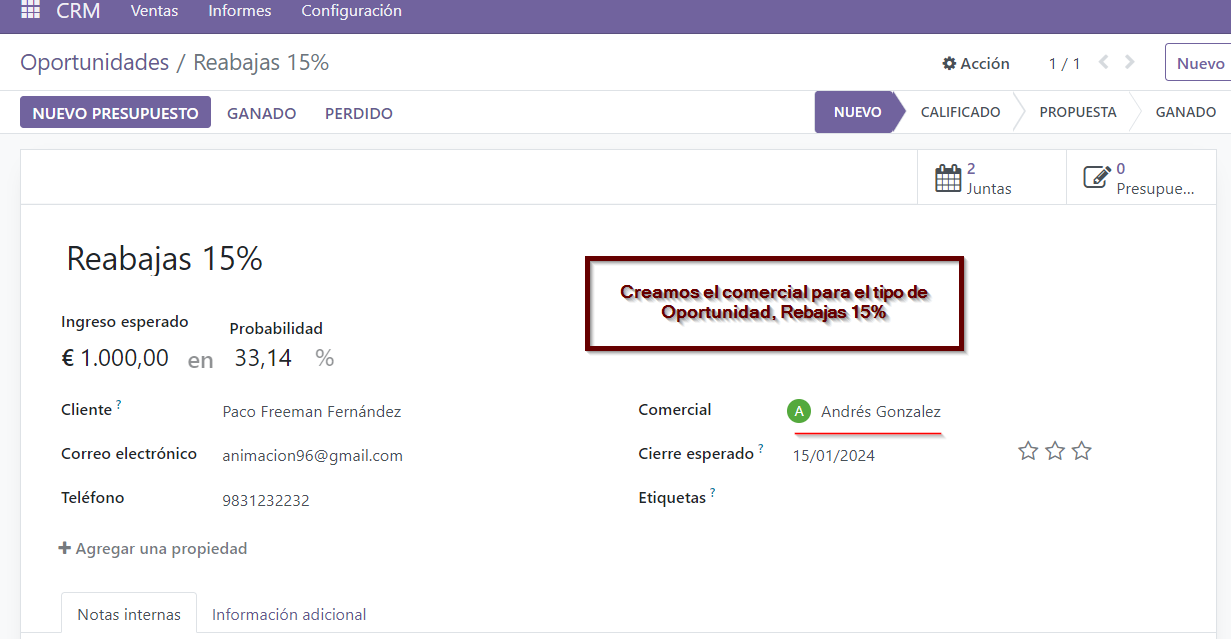 CRM Ventas Informes Configuración
Oportunidades / Reabajas 15%
Acción 1 / 1 Nuevo
NUEVO PRESUPUESTO GANADO PERDIDO
NUEVO CALIFICADO PROPUESTA GANADO
2
Juntas
0
Presupue...
Reabajas 15%
Creamos el comercial para el tipo de
Oportunidad, Rebajas 15%
Ingreso esperado Probabilidad
€ 1.000,00 en 33,14 %
Cliente ? Paco Freeman Fernández
Comercial A Andrés Gonzalez
Correo electrónico animacion96@gmail.com
Cierre esperado ? 15/01/2024
Teléfono 9831232232
Etiquetas ?
+ Agregar una propiedad
Notas internas Información adicional